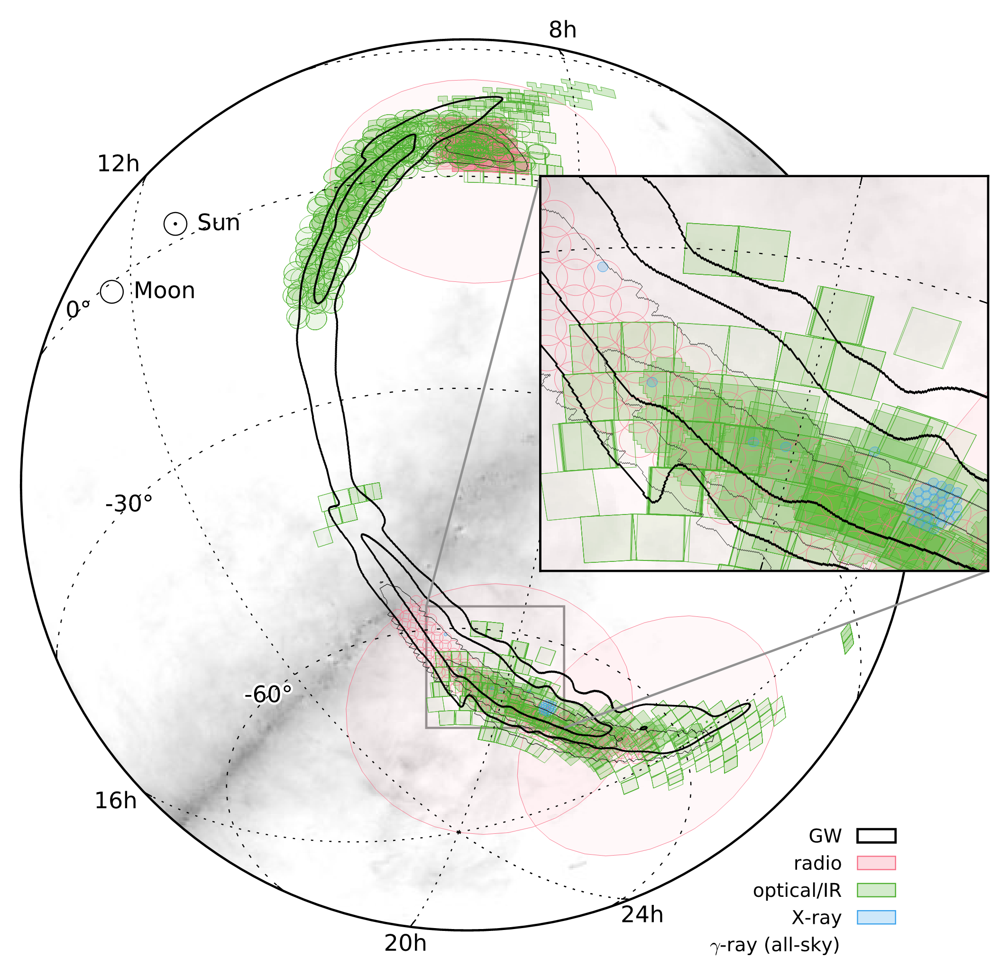 8h
12h
Sun
Moon
0°
-30°
-60°
16h
20h
24h
GW
radio
optical/IR
X-ray
γ-ray (all-sky)